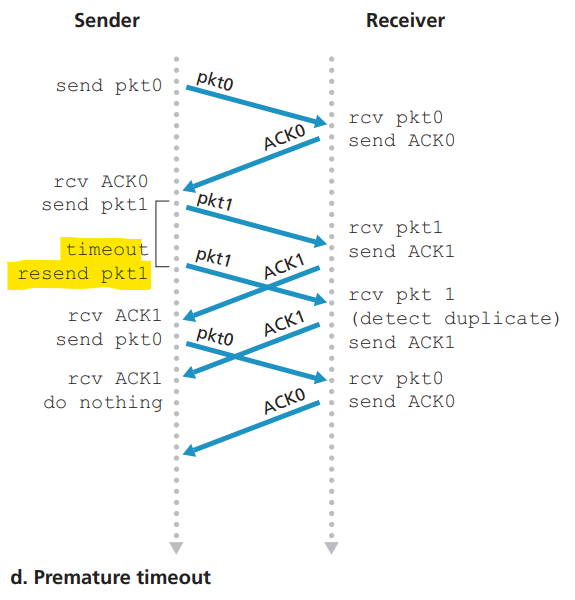 Sender
Receiver
send pkt0
pkt0
rcv pkt0
send ACK0
ACK0
rcv ACK0
send pkt1
pkt1
rcv pkt1
send ACK1
timeout
resend pkt1
pkt1
ACK1
rcv pkt 1
(detect duplicate)
send ACK1
rcv ACK1
send pkt0
pkt0
ACK1
rcv ACK1
do nothing
rcv pkt0
send ACK0
ACK0
d. Premature timeout